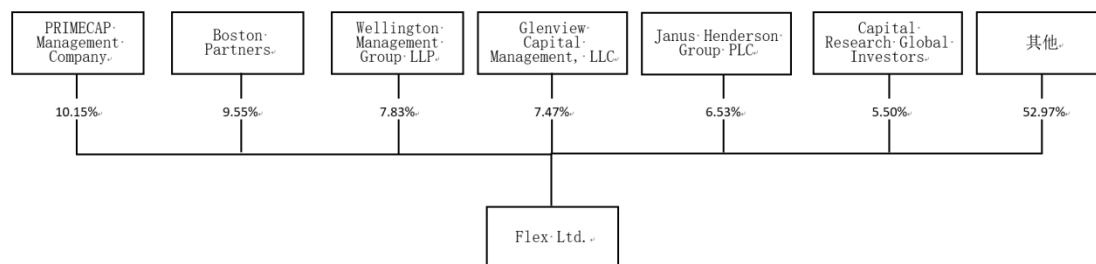 PRIMECAP
Management
Company
Boston
Partners
Wellington
Management
Group LLP
Glenview
Capital
Management, LLC
Janus Henderson
Group PLC
Capital
Research Global
Investors
其他
10.15%
9.55%
7.83%
7.47%
6.53%
5.50%
52.97%
Flex Ltd.